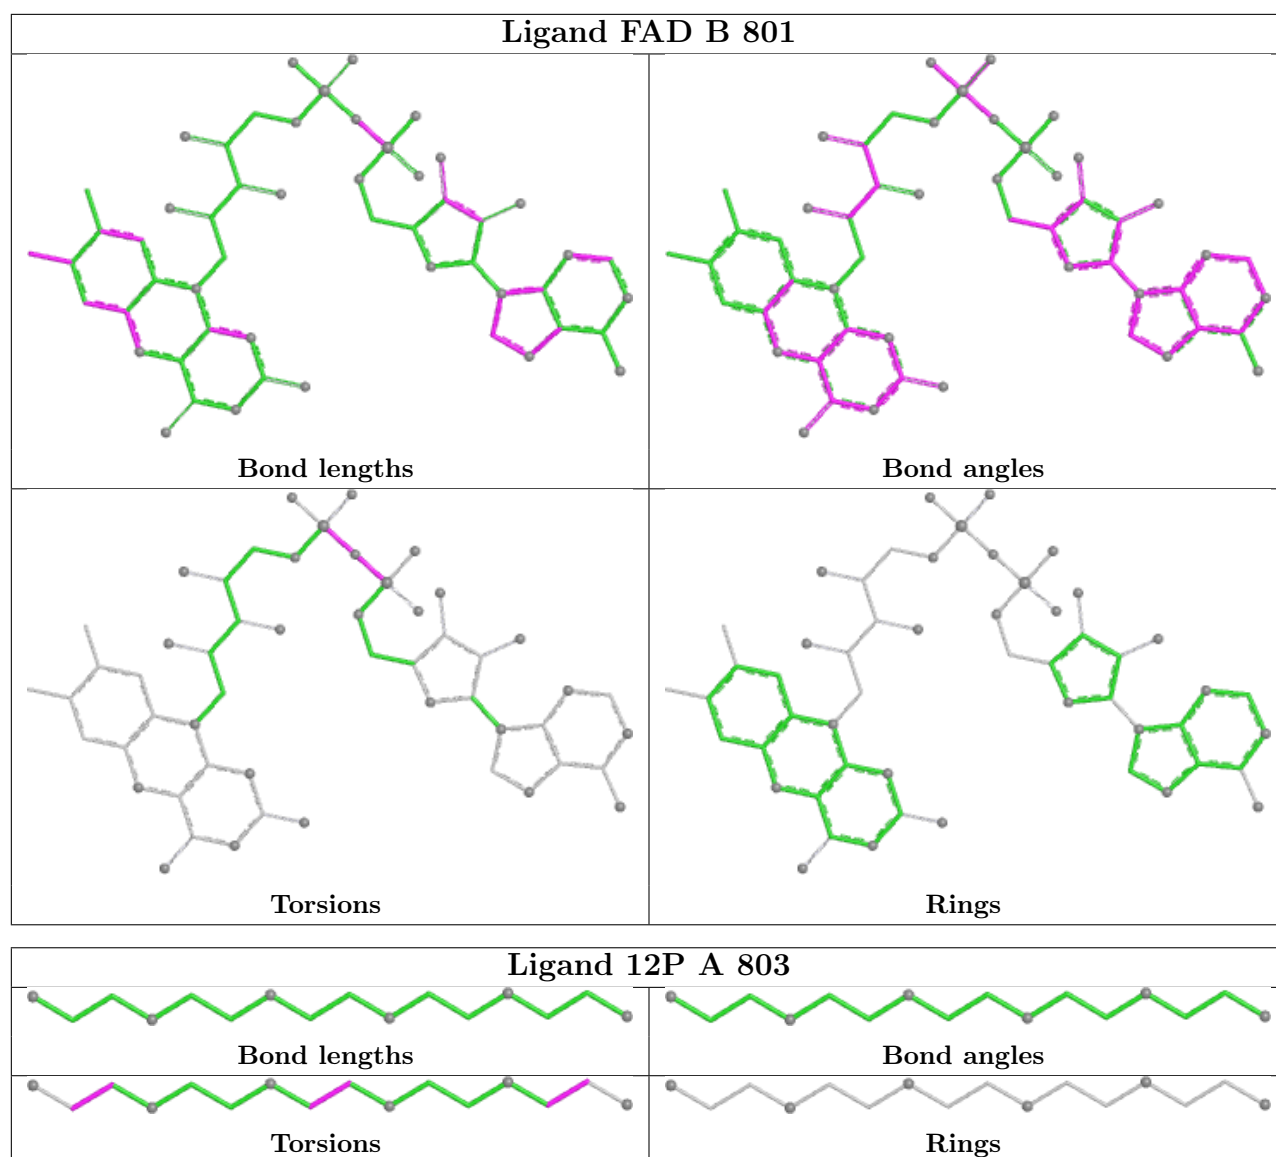 Ligand FAD B 801
Bond lengths
Bond angles
Torsions
Rings
Ligand 12P A 803
Bond lengths
Bond angles
Torsions
Rings